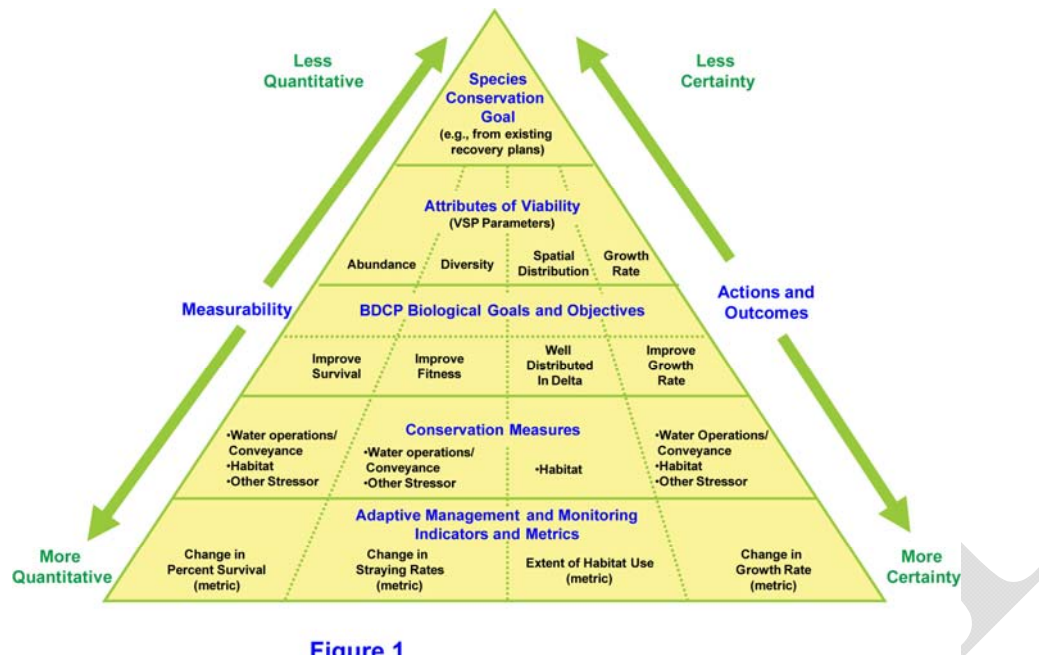 Less
Quantitative
Less
Certainty
Species
Conservation
Goal
(e.g., from existing
recovery plans)
Attributes of Viability
(VSP Parameters)
Abundance
Diversity
Spatial
Distribution
Growth
Rate
Measurability
Actions and
Outcomes
BDCP Biological Goals and Objectives
Improve
Survival
Improve
Fitness
Well
Distributed
In Delta
Improve
Growth
Rate
Conservation Measures
•Water operations/
Conveyance
•Habitat
•Other Stressor
•Water operations/
Conveyance
•Other Stressor
•Habitat
•Water Operations/
Conveyance
•Habitat
•Other Stressor
Adaptive Management and Monitoring
Indicators and Metrics
Change in
Percent Survival
(metric)
Change in
Straying Rates
(metric)
Extent of Habitat Use
(metric)
Change in
Growth Rate
(metric)
More
Quantitative
More
Certainty
Figure 1